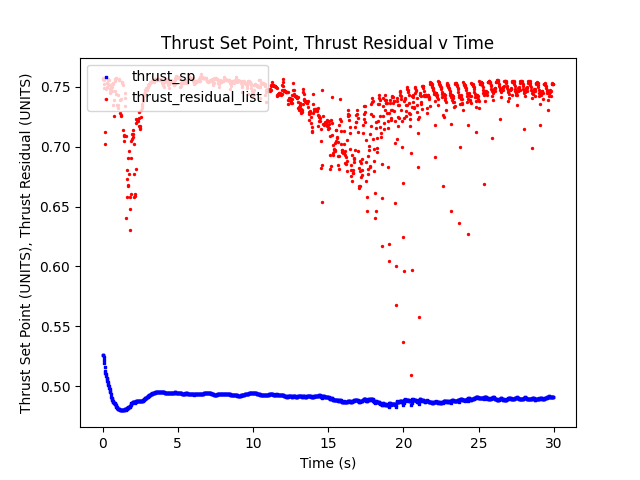 Thrust Set Point, Thrust Residual v Time
thrust_sp
thrust_residual_list
Thrust Set Point (UNITS), Thrust Residual (UNITS)
0.75
0.70
0.65
0.60
0.55
0.50
0 5 10 15 20 25 30
Time (s)